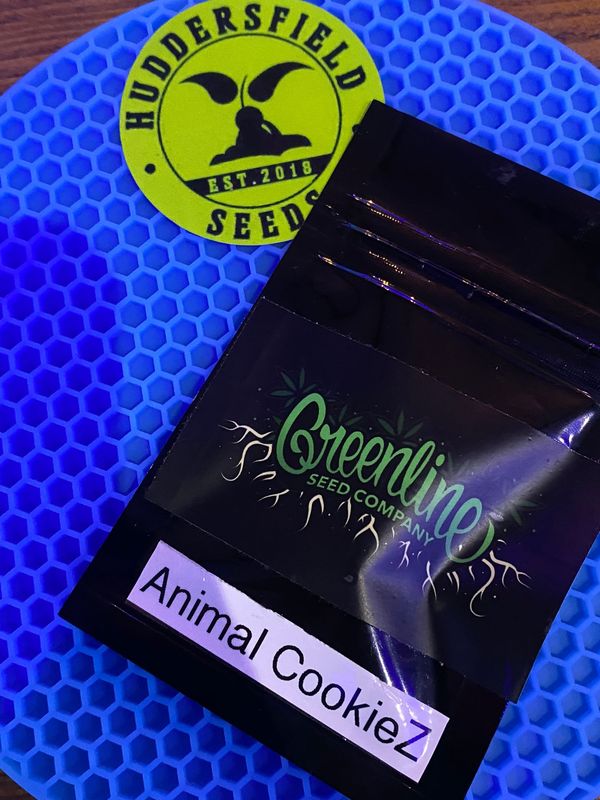 HUDDERSFIELD
EST.2018
SEEDS
Greenline
SEED COMPANY
Animal CookieZ